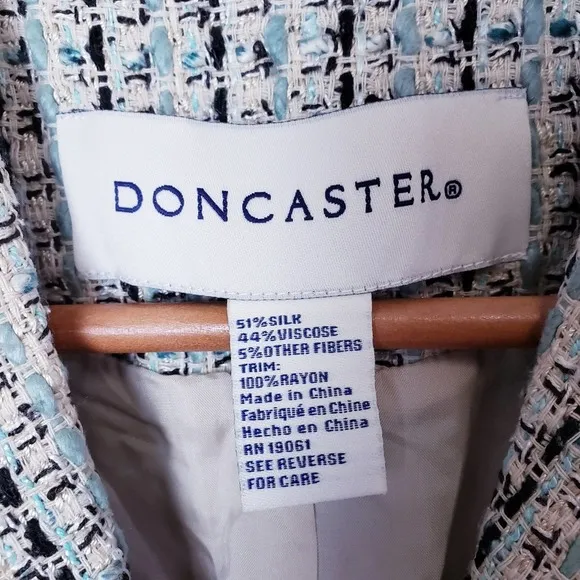 DONCASTER®
51%SILK
44%VISCOSE
5%OTHER FIBERS
TRIM:
100%RAYON
Made in China
Fabriqué en Chine
Hecho en China
RN 19061
SEE REVERSE
FOR CARE